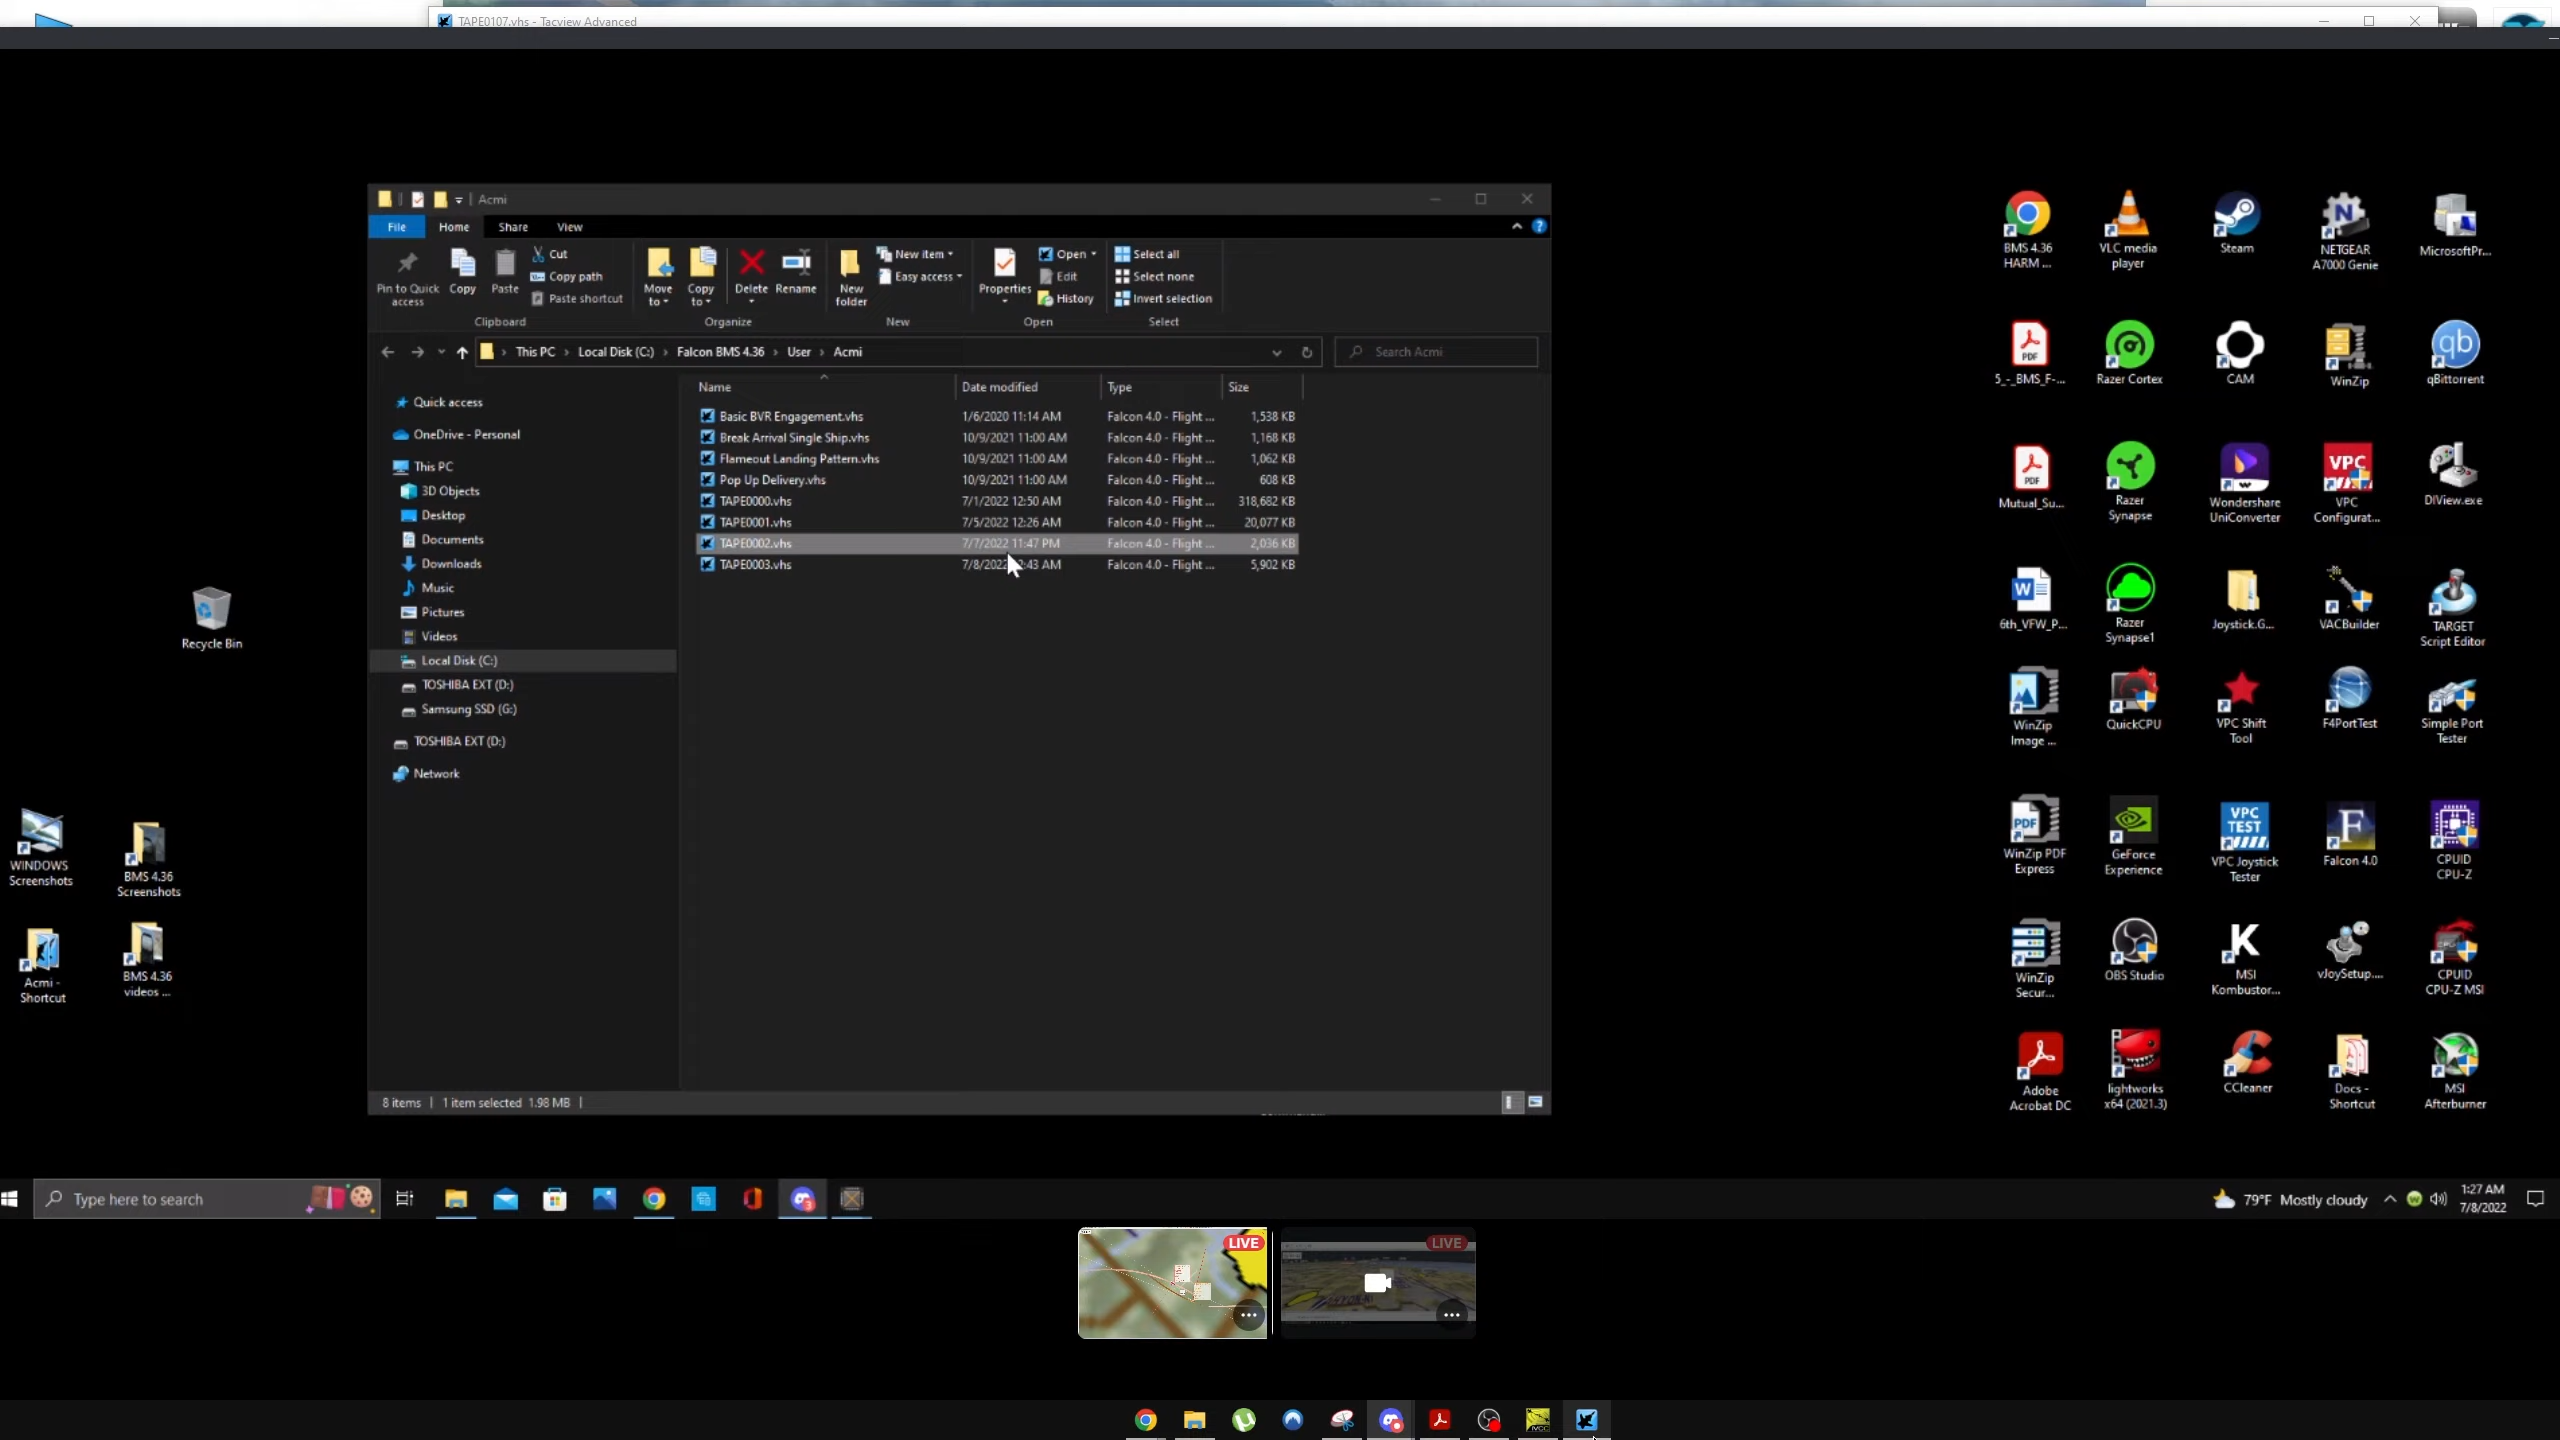 TAPE0107.vhs - Tacview Advanced
Acmi
File Home Share View
Pin to Quick access
Copy
Paste
Cut
Copy path
Paste shortcut
Clipboard
Move to
Copy to
Delete
Rename
Organize
New folder
New item
Easy access
New
Properties
Open
Edit
History
Open
Select all
Select none
Invert selection
Select
This PC › Local Disk (C:) › Falcon BMS 4.36 › User › Acmi
Search Acmi
Name Date modified Type Size
Basic BVR Engagement.vhs 1/6/2020 11:14 AM Falcon 4.0 - Flight ... 1,538 KB
Break Arrival Single Ship.vhs 10/9/2021 11:00 AM Falcon 4.0 - Flight ... 1,168 KB
Flameout Landing Pattern.vhs 10/9/2021 11:00 AM Falcon 4.0 - Flight ... 1,062 KB
Pop Up Delivery.vhs 10/9/2021 11:00 AM Falcon 4.0 - Flight ... 608 KB
TAPE0000.vhs 7/1/2022 12:50 AM Falcon 4.0 - Flight ... 318,682 KB
TAPE0001.vhs 7/5/2022 12:26 AM Falcon 4.0 - Flight ... 20,077 KB
TAPE0002.vhs 7/7/2022 11:47 PM Falcon 4.0 - Flight ... 2,036 KB
TAPE0003.vhs 7/8/2022 :43 AM Falcon 4.0 - Flight ... 5,902 KB
Quick access
OneDrive - Personal
This PC
3D Objects
Desktop
Documents
Downloads
Music
Pictures
Videos
Local Disk (C:)
TOSHIBA EXT (D:)
Samsung SSD (G:)
TOSHIBA EXT (D:)
Network
8 items | 1 item selected 1.98 MB |
Recycle Bin
WINDOWS Screenshots
BMS 4.36 Screenshots
Acmi - Shortcut
BMS 4.36 videos ...
BMS 4.36 HARM ...
VLC media player
Steam
NETGEAR A7000 Genie
MicrosoftPr...
5_-_BMS_F-...
Razer Cortex
CAM
WinZip
qBittorrent
Mutual_Su...
Razer Synapse
Wondershare UniConverter
VPC Configurat...
DIView.exe
6th_VFW_P...
Razer Synapse1
Joystick.G...
VACBuilder
TARGET Script Editor
WinZip Image ...
QuickCPU
VPC Shift Tool
F4PortTest
Simple Port Tester
WinZip PDF Express
GeForce Experience
VPC Joystick Tester
Falcon 4.0
CPUID CPU-Z
WinZip Secur...
OBS Studio
MSI Kombustor...
vJoySetup....
CPUID CPU-Z MSI
Adobe Acrobat DC
lightworks x64 (2021.3)
CCleaner
Docs - Shortcut
MSI Afterburner
Type here to search
79°F Mostly cloudy
1:27 AM
7/8/2022
LIVE
LIVE